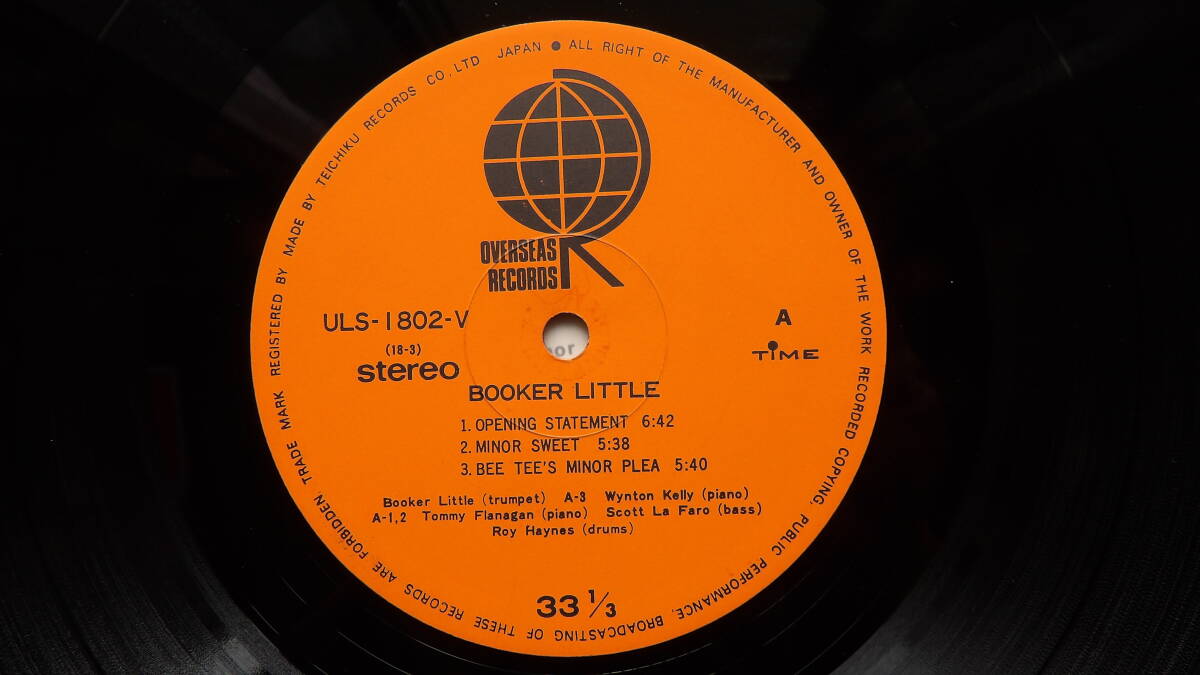 TRADE MARK REGISTERED BY MADE BY TEICHIKU RECORDS CO., LTD JAPAN ● ALL RIGHT OF THE MANUFACTURER AND OWNER OF THE WORK RECORDED COPYING, PUBLIC PERFORMANCE, BROADCASTING OF THESE RECORDS ARE FORBIDDEN.
OVERSEAS
RECORDS
ULS-1802-V
(18-3)
stereo
A
TIME
BOOKER LITTLE
1. OPENING STATEMENT 6:42
2. MINOR SWEET 5:38
3. BEE TEE'S MINOR PLEA 5:40
Booker Little (trumpet) A-3 Wynton Kelly (piano)
A-1,2 Tommy Flanagan (piano) Scott La Faro (bass)
Roy Haynes (drums)
33 1/3